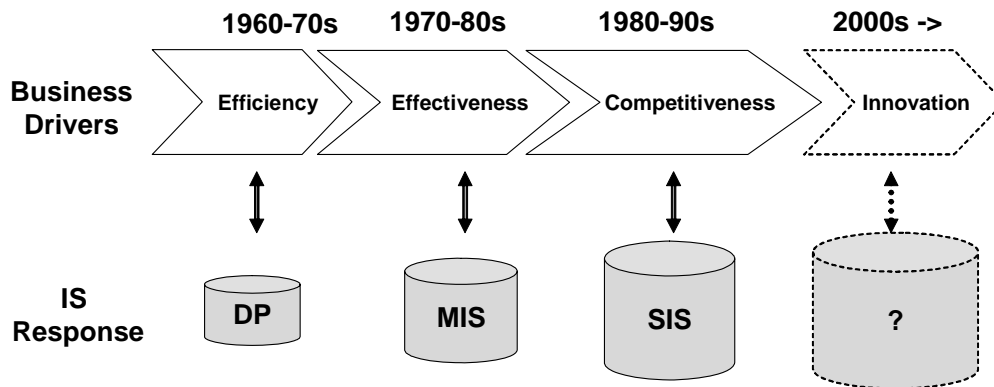 1960-70s 1970-80s 1980-90s 2000s ->
Business
Drivers
Efficiency Effectiveness Competitiveness Innovation
IS
Response
DP MIS SIS ?